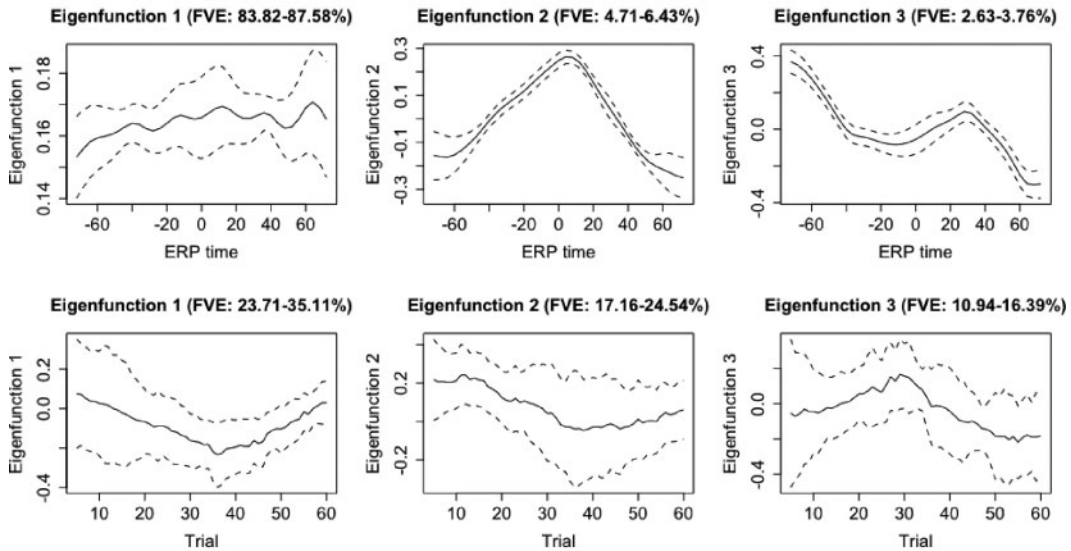 Eigenfunction 1 (FVE: 83.82-87.58%)
Eigenfunction 1
0.14 0.16 0.18
-60 -20 0 20 40 60
ERP time
Eigenfunction 2 (FVE: 4.71-6.43%)
Eigenfunction 2
-0.3 -0.1 0.1 0.3
-60 -20 0 20 40 60
ERP time
Eigenfunction 3 (FVE: 2.63-3.76%)
Eigenfunction 3
-0.4 0.0 0.4
-60 -20 0 20 40 60
ERP time
Eigenfunction 1 (FVE: 23.71-35.11%)
Eigenfunction 1
-0.4 0.0 0.2
10 20 30 40 50 60
Trial
Eigenfunction 2 (FVE: 17.16-24.54%)
Eigenfunction 2
-0.2 0.2
10 20 30 40 50 60
Trial
Eigenfunction 3 (FVE: 10.94-16.39%)
Eigenfunction 3
-0.4 0.0
10 20 30 40 50 60
Trial